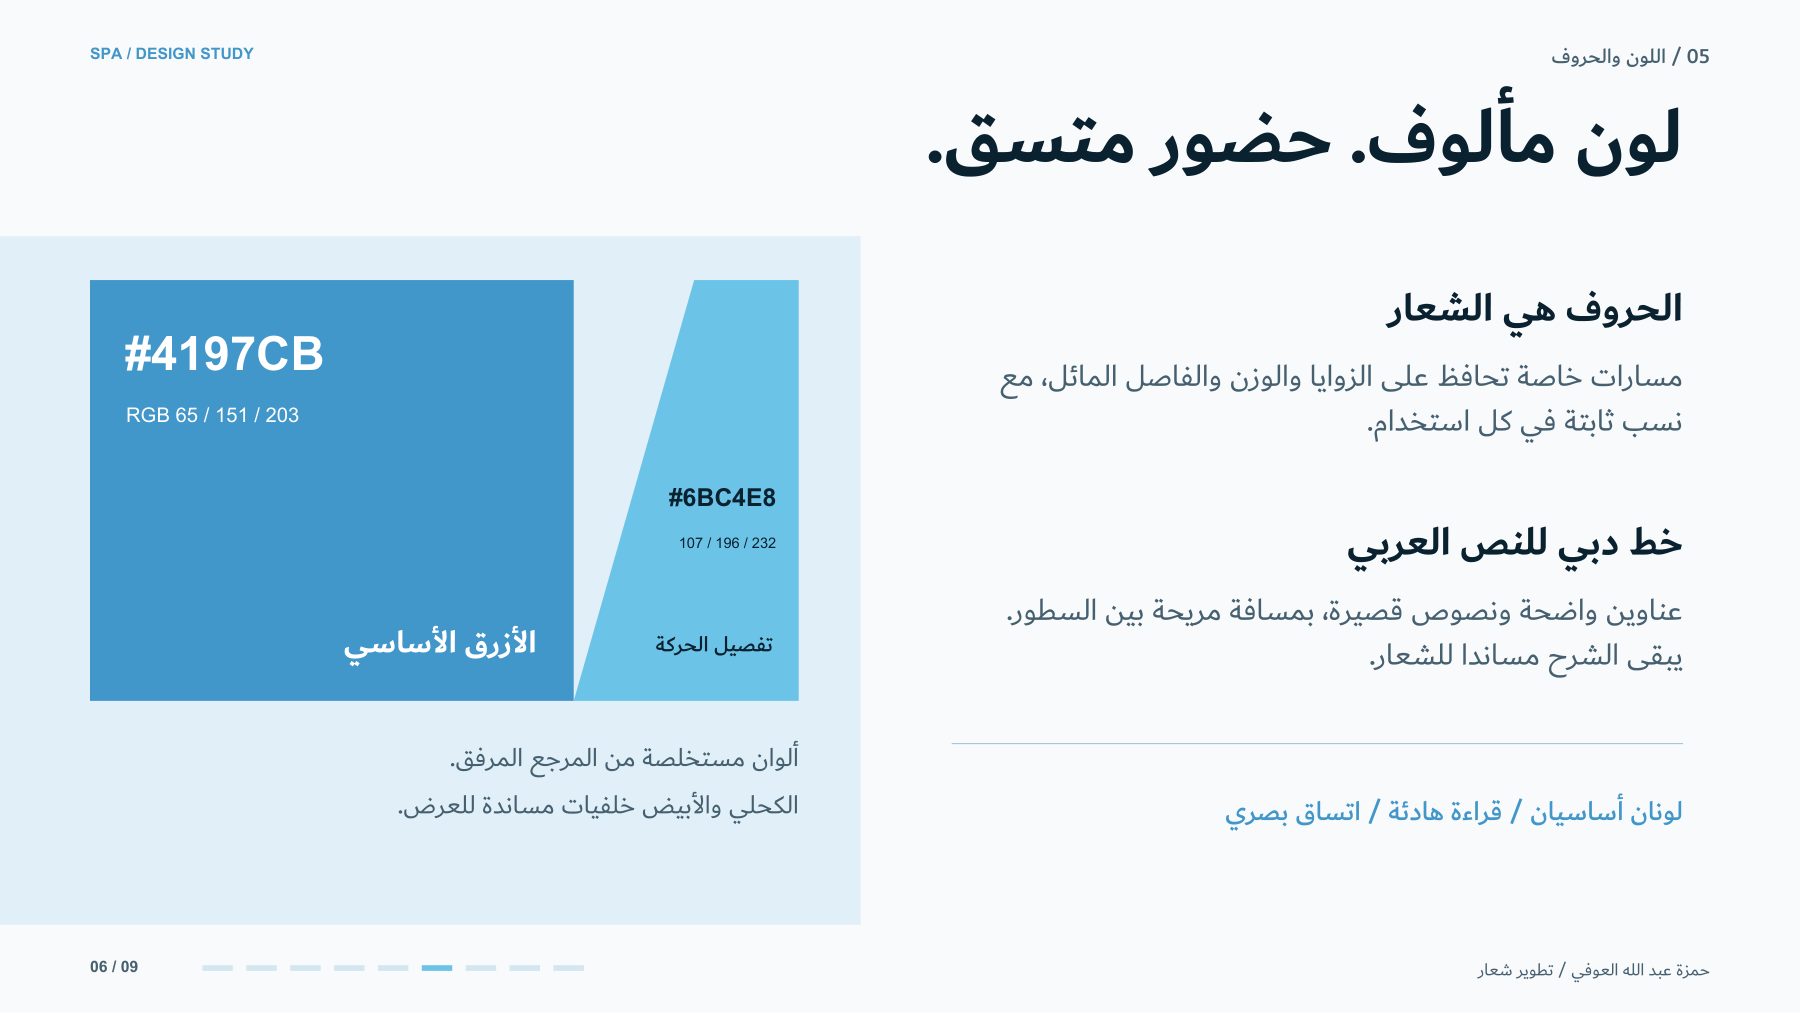 05 / اللون والحروف
SPA / DESIGN STUDY
لون مألوف. حضور متسق.
الحروف هي الشعار
مسارات خاصة تحافظ على الزوايا والوزن والفاصل المائل، مع
نسب ثابتة في كل استخدام.
خط دبي للنص العربي
عناوين واضحة ونصوص قصيرة، بمسافة مريحة بين السطور.
يبقى الشرح مساندا للشعار.
لونان أساسيان / قراءة هادئة / اتساق بصري
#4197CB
RGB 65 / 151 / 203
الأزرق الأساسي
#6BC4E8
107 / 196 / 232
تفصيل الحركة
ألوان مستخلصة من المرجع المرفق.
الكحلي والأبيض خلفيات مساندة للعرض.
حمزة عبد الله العوفي / تطوير شعار
06 / 09